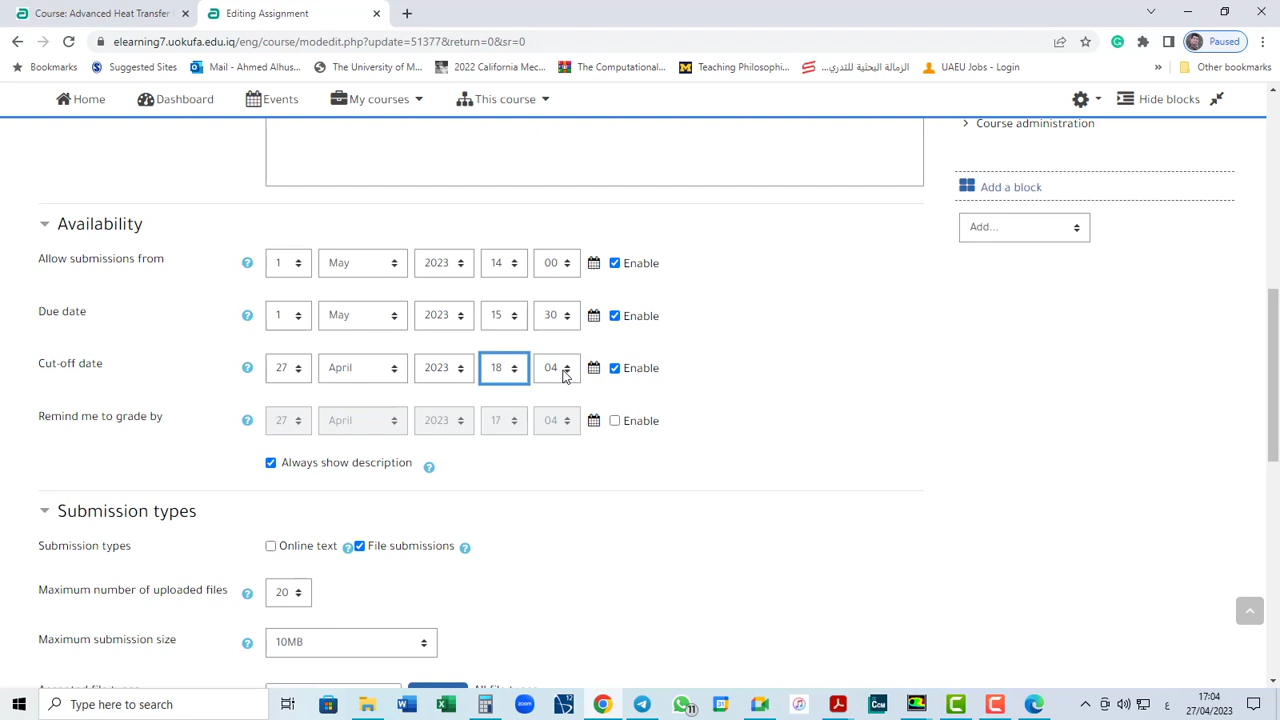 Course: Advanced Heat Transfer
Editing Assignment
elearning7.uokufa.edu.iq/eng/course/modedit.php?update=51377&return=0&sr=0
Paused
Bookmarks
Suggested Sites
Mail - Ahmed Alhus...
The University of M...
2022 California Mec...
The Computational...
Teaching Philosophi...
الزمالة البحثية للتدري...
UAEU Jobs - Login
»
Other bookmarks
Home
Dashboard
Events
My courses
This course
Hide blocks
Course administration
Add a block
Add...
Availability
Allow submissions from
1 May 2023 14 00 Enable
Due date
1 May 2023 15 30 Enable
Cut-off date
27 April 2023 18 04 Enable
Remind me to grade by
27 April 2023 17 04 Enable
Always show description
Submission types
Submission types
Online text
File submissions
Maximum number of uploaded files
20
Maximum submission size
10MB
Type here to search
11
17:04
27/04/2023